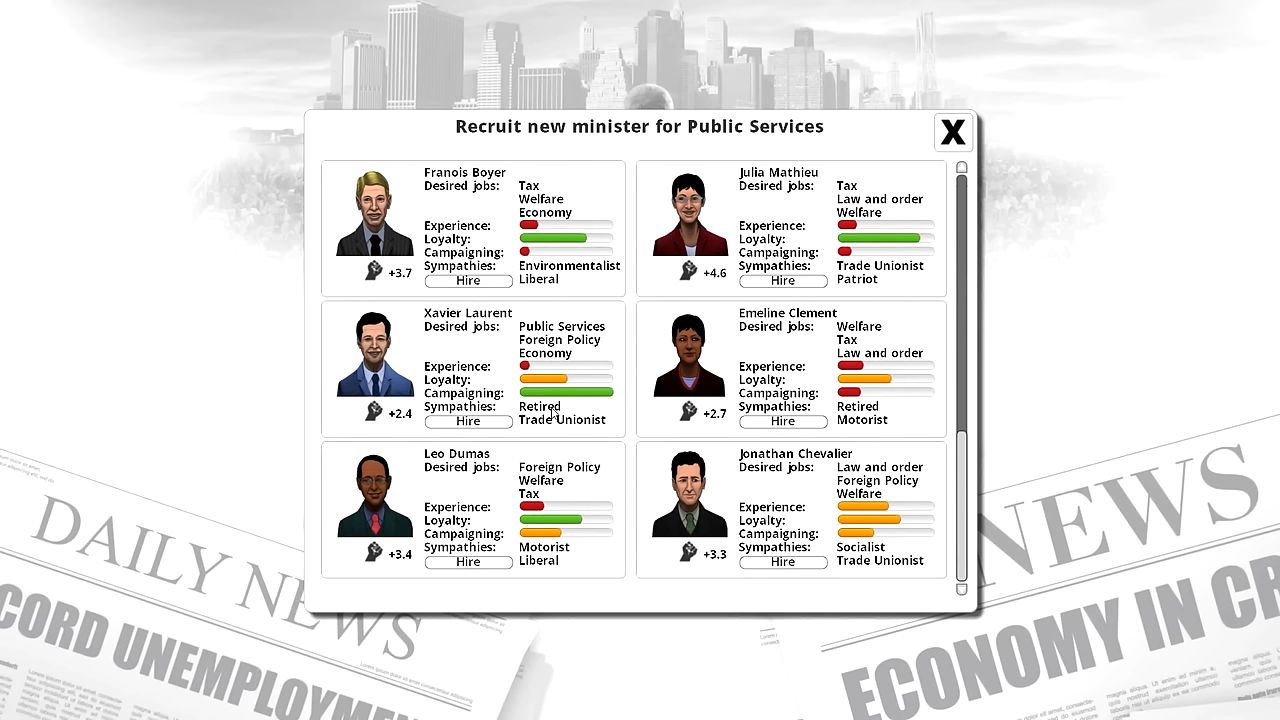 Recruit new minister for Public Services
X
Franois Boyer
Desired jobs: Tax
Welfare
Economy
Experience:
Loyalty:
Campaigning:
Sympathies: Environmentalist
Liberal
+3.7
Hire
Julia Mathieu
Desired jobs: Tax
Law and order
Welfare
Experience:
Loyalty:
Campaigning:
Sympathies: Trade Unionist
Patriot
+4.6
Hire
Xavier Laurent
Desired jobs: Public Services
Foreign Policy
Economy
Experience:
Loyalty:
Campaigning:
Sympathies: Retired
Trade Unionist
+2.4
Hire
Emeline Clement
Desired jobs: Welfare
Tax
Law and order
Experience:
Loyalty:
Campaigning:
Sympathies: Retired
Motorist
+2.7
Hire
Leo Dumas
Desired jobs: Foreign Policy
Welfare
Tax
Experience:
Loyalty:
Campaigning:
Sympathies: Motorist
Liberal
+3.4
Hire
Jonathan Chevalier
Desired jobs: Law and order
Foreign Policy
Welfare
Experience:
Loyalty:
Campaigning:
Sympathies: Socialist
Trade Unionist
+3.3
Hire
DAILY NEWS
CORD UNEMPLOYMEN
NEWS
ECONOMY IN CR